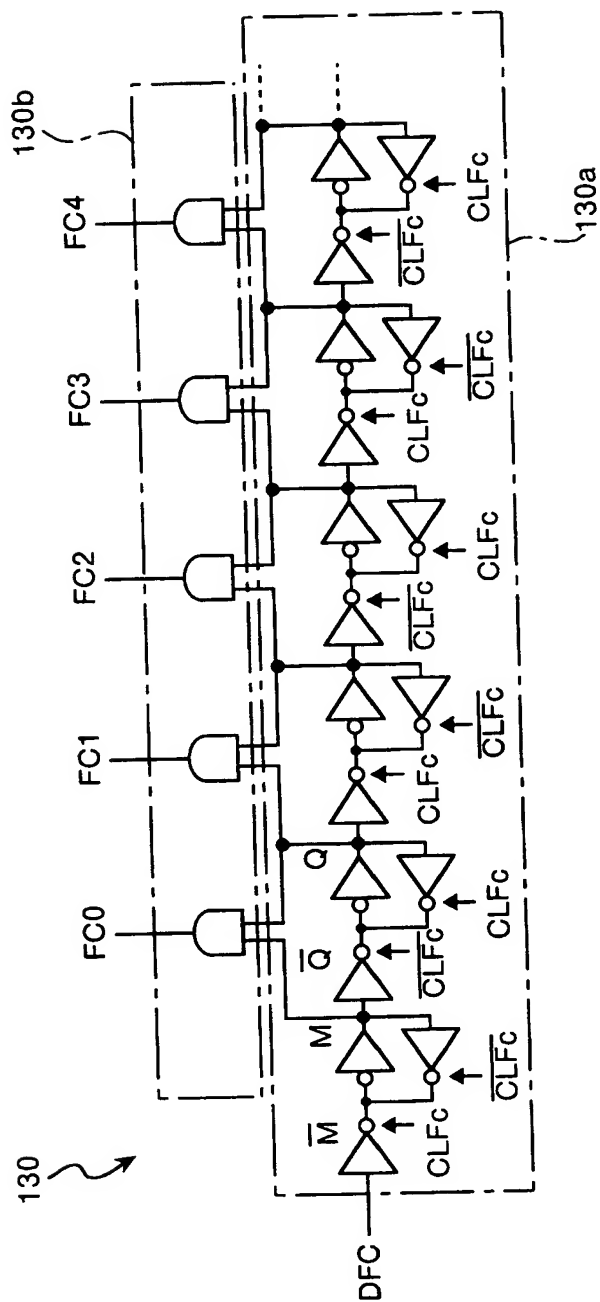 130
130b
FC0
FC1
FC2
FC3
FC4
M̅
M
Q̅
Q
DFC
CLFc
C̅L̅F̅c̅
CLFc
C̅L̅F̅c̅
CLFc
C̅L̅F̅c̅
C̅L̅F̅c̅
CLFc
C̅L̅F̅c̅
CLFc
C̅L̅F̅c̅
CLFc
130a